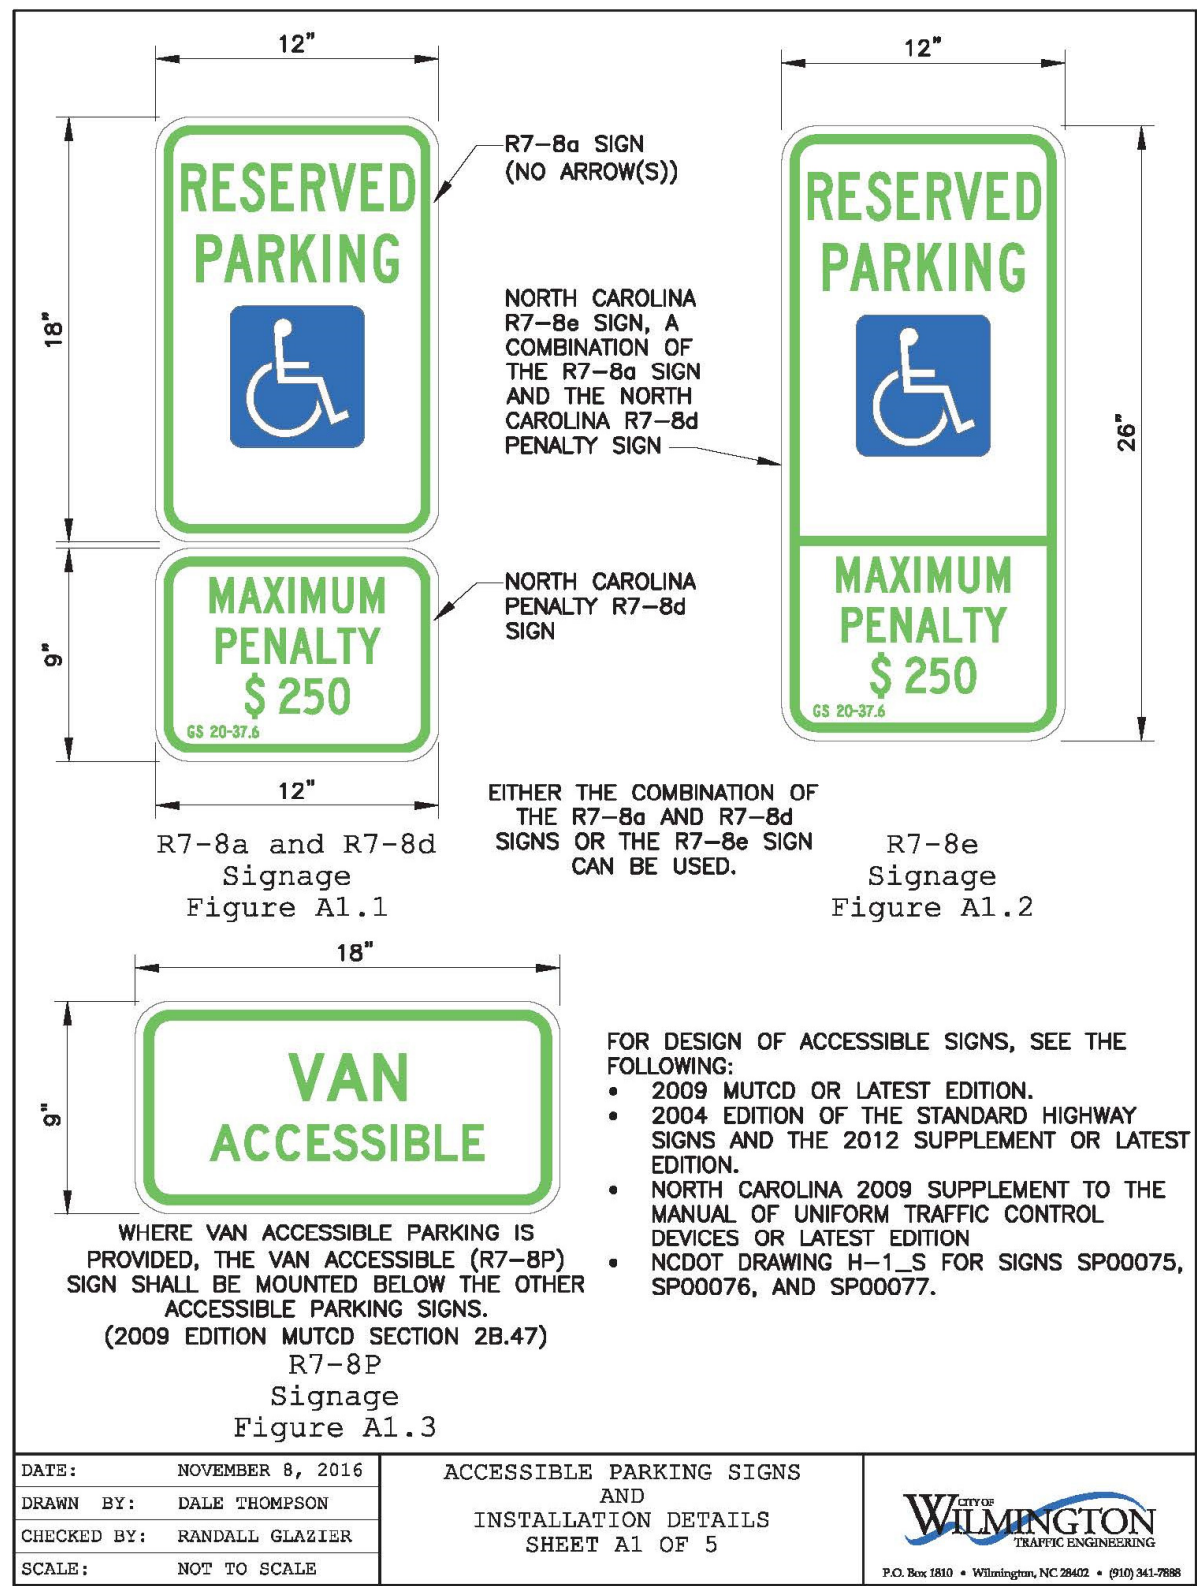 12"
12"
18"
RESERVED
PARKING
R7-8a SIGN
(NO ARROW(S))
NORTH CAROLINA
R7-8e SIGN, A
COMBINATION OF
THE R7-8a SIGN
AND THE NORTH
CAROLINA R7-8d
PENALTY SIGN
RESERVED
PARKING
26"
9"
MAXIMUM
PENALTY
$ 250
GS 20-37.6
NORTH CAROLINA
PENALTY R7-8d
SIGN
MAXIMUM
PENALTY
$ 250
GS 20-37.6
12"
R7-8a and R7-8d
Signage
Figure A1.1
EITHER THE COMBINATION OF
THE R7-8a AND R7-8d
SIGNS OR THE R7-8e SIGN
CAN BE USED.
R7-8e
Signage
Figure A1.2
18"
9"
VAN
ACCESSIBLE
WHERE VAN ACCESSIBLE PARKING IS
PROVIDED, THE VAN ACCESSIBLE (R7-8P)
SIGN SHALL BE MOUNTED BELOW THE OTHER
ACCESSIBLE PARKING SIGNS.
(2009 EDITION MUTCD SECTION 2B.47)
R7-8P
Signage
Figure A1.3
FOR DESIGN OF ACCESSIBLE SIGNS, SEE THE
FOLLOWING:
• 2009 MUTCD OR LATEST EDITION.
• 2004 EDITION OF THE STANDARD HIGHWAY
SIGNS AND THE 2012 SUPPLEMENT OR LATEST
EDITION.
• NORTH CAROLINA 2009 SUPPLEMENT TO THE
MANUAL OF UNIFORM TRAFFIC CONTROL
DEVICES OR LATEST EDITION
• NCDOT DRAWING H-1_S FOR SIGNS SP00075,
SP00076, AND SP00077.
DATE: NOVEMBER 8, 2016
DRAWN BY: DALE THOMPSON
CHECKED BY: RANDALL GLAZIER
SCALE: NOT TO SCALE
ACCESSIBLE PARKING SIGNS
AND
INSTALLATION DETAILS
SHEET A1 OF 5
CITY OF
WILMINGTON
TRAFFIC ENGINEERING
P.O. Box 1810 • Wilmington, NC 28402 • (910) 341-7888